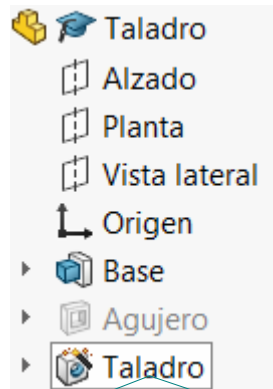 Taladro
Alzado
Planta
Vista lateral
Origen
Base
Agujero
Taladro